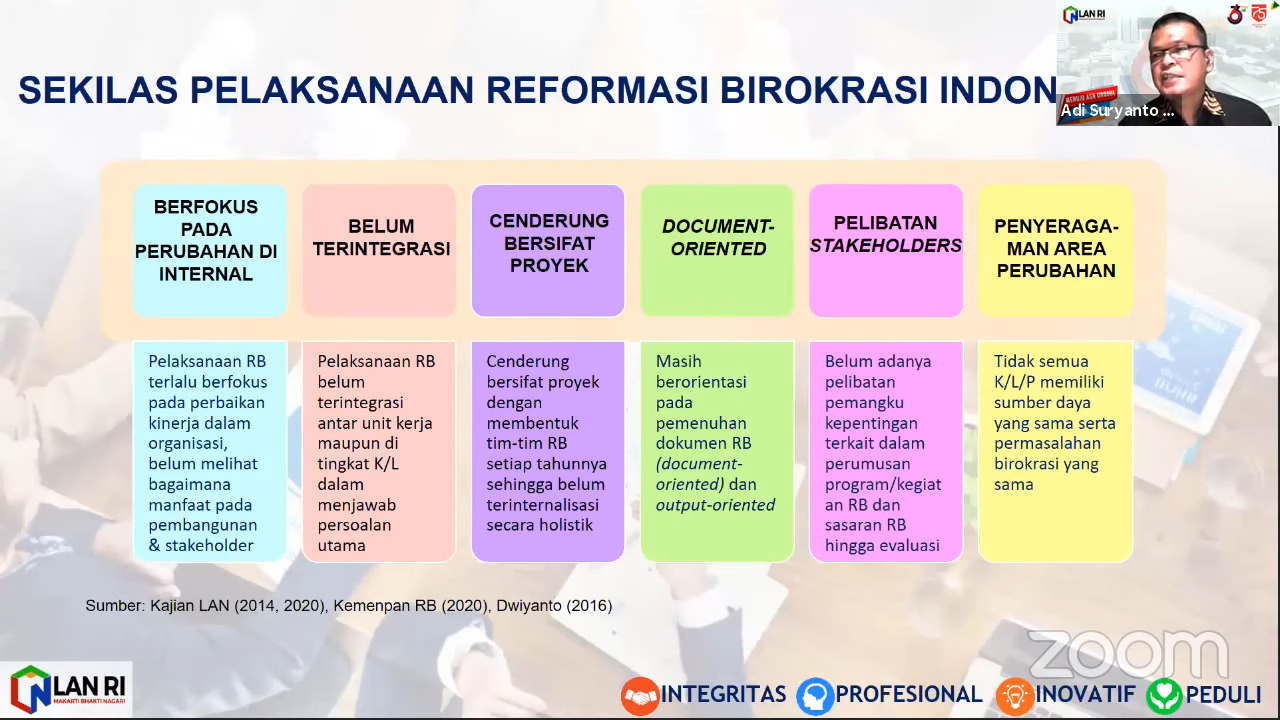 LAN RI
SEKILAS PELAKSANAAN REFORMASI BIROKRASI INDON
Adi Suryanto ...
BERFOKUS
PADA
PERUBAHAN DI
INTERNAL
BELUM
TERINTEGRASI
CENDERUNG
BERSIFAT
PROYEK
DOCUMENT-
ORIENTED
PELIBATAN
STAKEHOLDERS
PENYERAGA-
MAN AREA
PERUBAHAN
Pelaksanaan RB
terlalu berfokus
pada perbaikan
kinerja dalam
organisasi,
belum melihat
bagaimana
manfaat pada
pembangunan
& stakeholder
Pelaksanaan RB
belum
terintegrasi
antar unit kerja
maupun di
tingkat K/L
dalam
menjawab
persoalan
utama
Cenderung
bersifat proyek
dengan
membentuk
tim-tim RB
setiap tahunnya
sehingga belum
terinternalisasi
secara holistik
Masih
berorientasi
pada
pemenuhan
dokumen RB
(document-
oriented) dan
output-oriented
Belum adanya
pelibatan
pemangku
kepentingan
terkait dalam
perumusan
program/kegiat
an RB dan
sasaran RB
hingga evaluasi
Tidak semua
K/L/P memiliki
sumber daya
yang sama serta
permasalahan
birokrasi yang
sama
Sumber: Kajian LAN (2014, 2020), Kemenpan RB (2020), Dwiyanto (2016)
zoom
LAN RI
MAKARTI BHAKTI NAGARI
INTEGRITAS
PROFESIONAL
INOVATIF
PEDULI